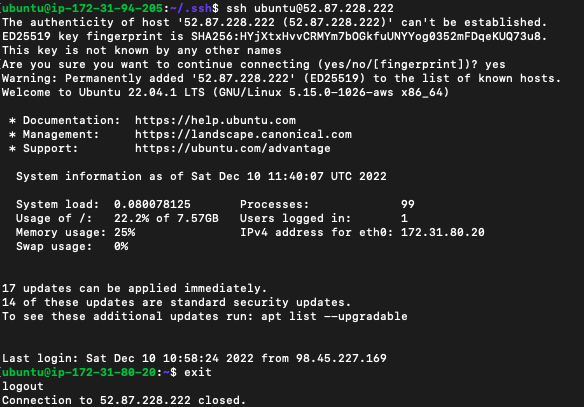 ubuntu@ip-172-31-94-205:~/.ssh$ ssh ubuntu@52.87.228.222
The authenticity of host '52.87.228.222 (52.87.228.222)' can't be established.
ED25519 key fingerprint is SHA256:HYjXtxHvvCRMYm7bOGkfuUNYYog0352mFDqeKUQ73u8.
This key is not known by any other names
Are you sure you want to continue connecting (yes/no/[fingerprint])? yes
Warning: Permanently added '52.87.228.222' (ED25519) to the list of known hosts.
Welcome to Ubuntu 22.04.1 LTS (GNU/Linux 5.15.0-1026-aws x86_64)
* Documentation: https://help.ubuntu.com
* Management: https://landscape.canonical.com
* Support: https://ubuntu.com/advantage
System information as of Sat Dec 10 11:40:07 UTC 2022
System load: 0.080078125 Processes: 99
Usage of /: 22.2% of 7.57GB Users logged in: 1
Memory usage: 25% IPv4 address for eth0: 172.31.80.20
Swap usage: 0%
17 updates can be applied immediately.
14 of these updates are standard security updates.
To see these additional updates run: apt list --upgradable
Last login: Sat Dec 10 10:58:24 2022 from 98.45.227.169
ubuntu@ip-172-31-80-20:~$ exit
logout
Connection to 52.87.228.222 closed.